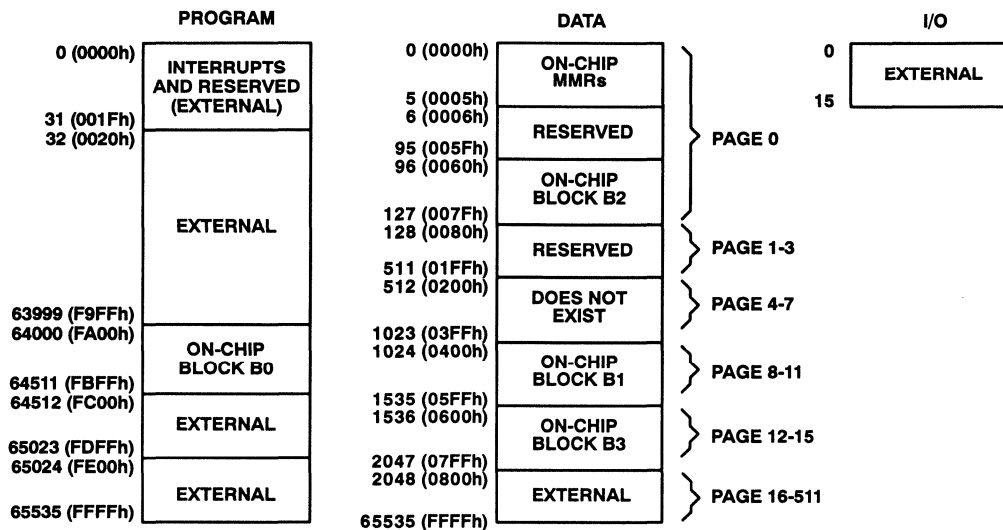 PROGRAM
0 (0000h)
INTERRUPTS
AND RESERVED
(EXTERNAL)
31 (001Fh)
32 (0020h)
EXTERNAL
63999 (F9FFh)
64000 (FA00h)
ON-CHIP
BLOCK B0
64511 (FBFFh)
64512 (FC00h)
EXTERNAL
65023 (FDFFh)
65024 (FE00h)
EXTERNAL
65535 (FFFFh)
DATA
0 (0000h)
ON-CHIP
MMRs
5 (0005h)
6 (0006h)
RESERVED
95 (005Fh)
96 (0060h)
ON-CHIP
BLOCK B2
127 (007Fh)
128 (0080h)
RESERVED
511 (01FFh)
512 (0200h)
DOES NOT
EXIST
1023 (03FFh)
1024 (0400h)
ON-CHIP
BLOCK B1
1535 (05FFh)
1536 (0600h)
ON-CHIP
BLOCK B3
2047 (07FFh)
2048 (0800h)
EXTERNAL
65535 (FFFFh)
PAGE 0
PAGE 1-3
PAGE 4-7
PAGE 8-11
PAGE 12-15
PAGE 16-511
I/O
0
EXTERNAL
15